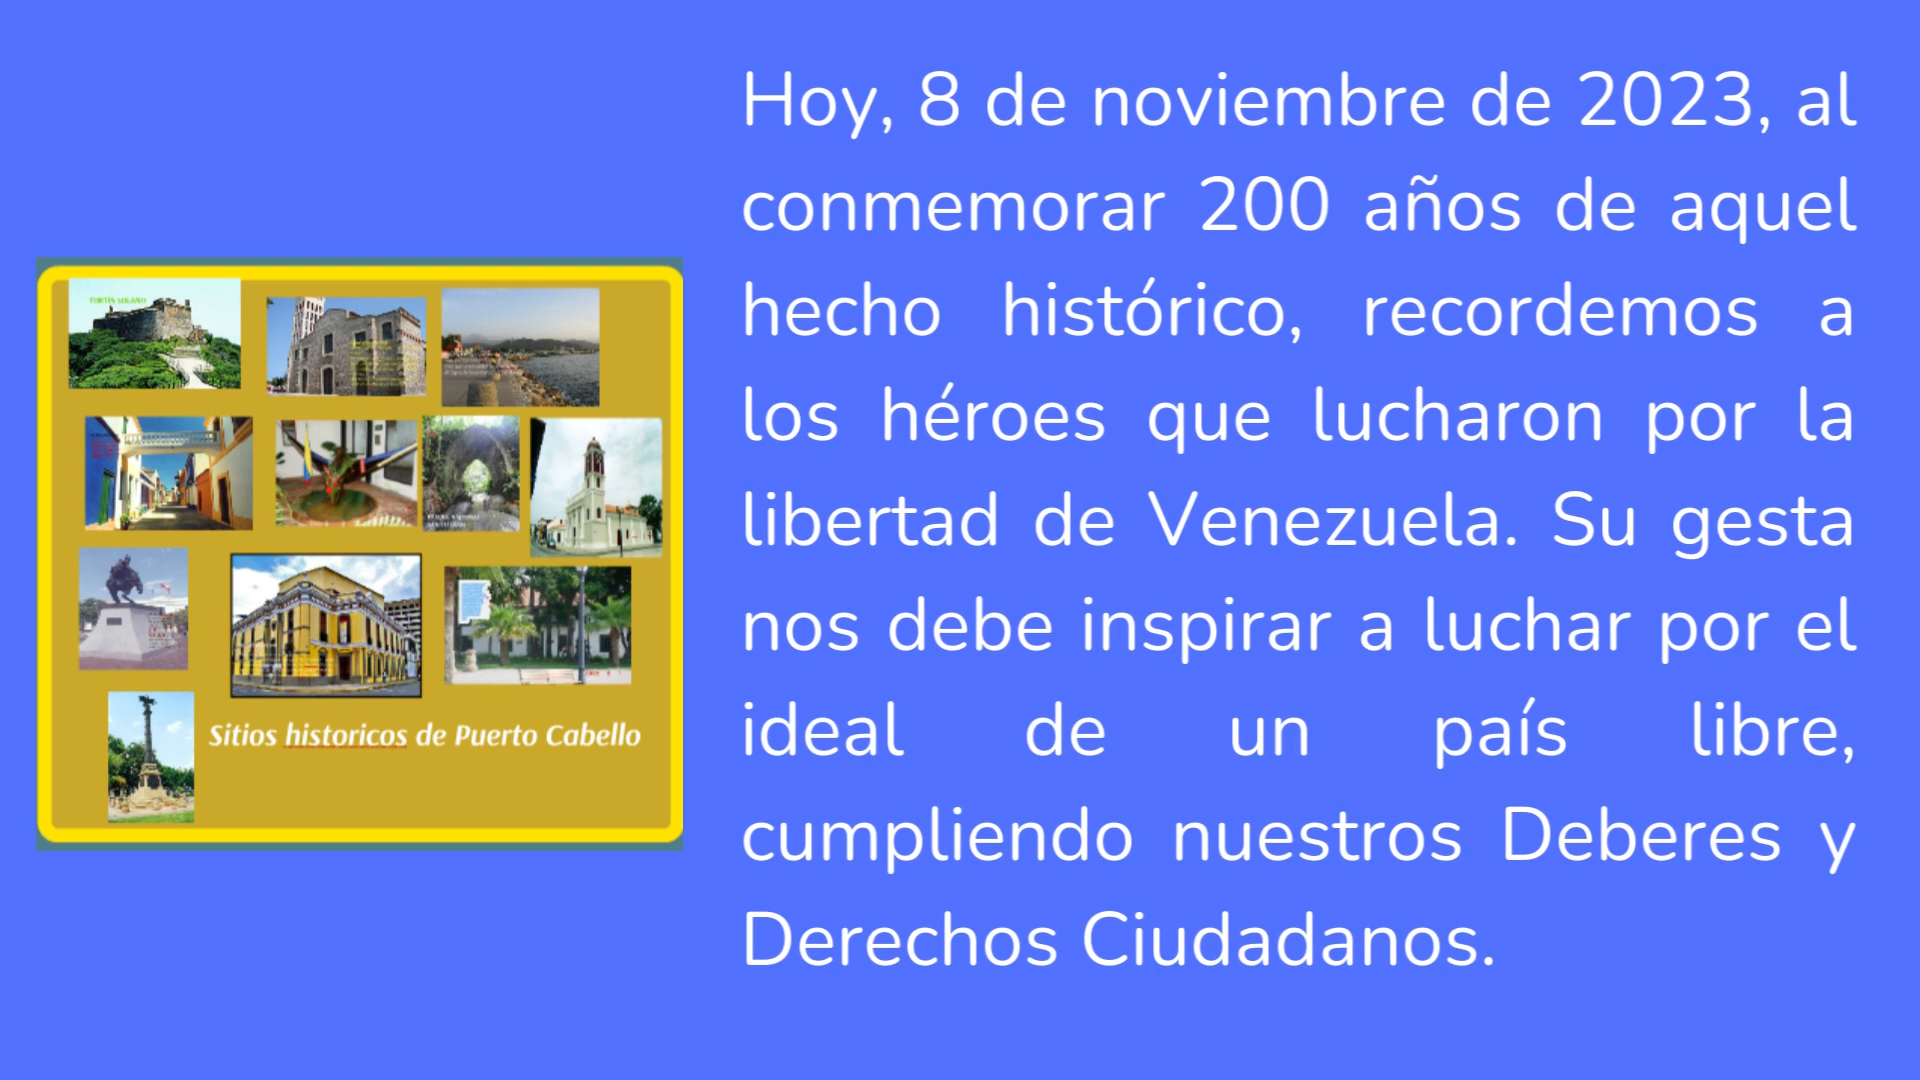 Hoy, 8 de noviembre de 2023, al
conmemorar 200 años de aquel
hecho histórico, recordemos a
los héroes que lucharon por la
libertad de Venezuela. Su gesta
nos debe inspirar a luchar por el
ideal de un país libre,
cumpliendo nuestros Deberes y
Derechos Ciudadanos.
FORTIN SOLANO
Sitios historicos de Puerto Cabello